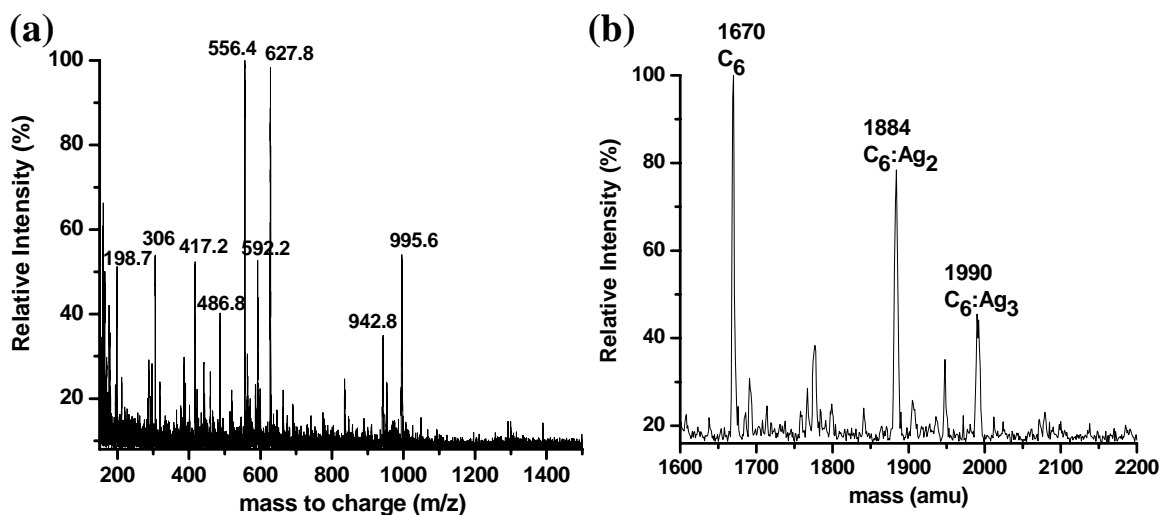 (a)
556.4
627.8
100
80
60
40
20
198.7
306
417.2
486.8
592.2
942.8
995.6
Relative Intensity (%)
200 400 600 800 1000 1200 1400
mass to charge (m/z)
(b)
1670
C6
100
80
60
40
20
1884
C6:Ag2
1990
C6:Ag3
Relative Intensity (%)
1600 1700 1800 1900 2000 2100 2200
mass (amu)